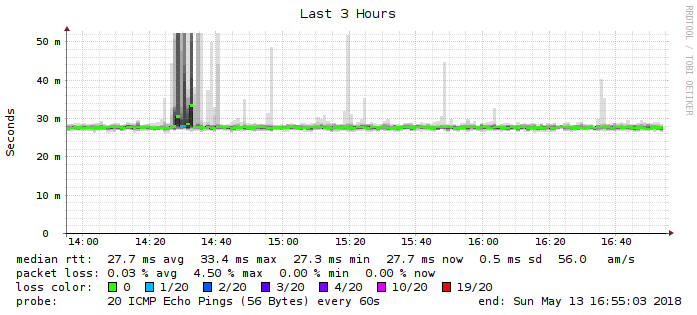 Last 3 Hours
RRDTOOL / TOBI OETIKER
Seconds
50 m
40 m
30 m
20 m
10 m
0
14:00 14:20 14:40 15:00 15:20 15:40 16:00 16:20 16:40
median rtt: 27.7 ms avg 33.4 ms max 27.3 ms min 27.7 ms now 0.5 ms sd 56.0 am/s
packet loss: 0.03 % avg 4.50 % max 0.00 % min 0.00 % now
loss color: 0 1/20 2/20 3/20 4/20 10/20 19/20
probe: 20 ICMP Echo Pings (56 Bytes) every 60s end: Sun May 13 16:55:03 2018